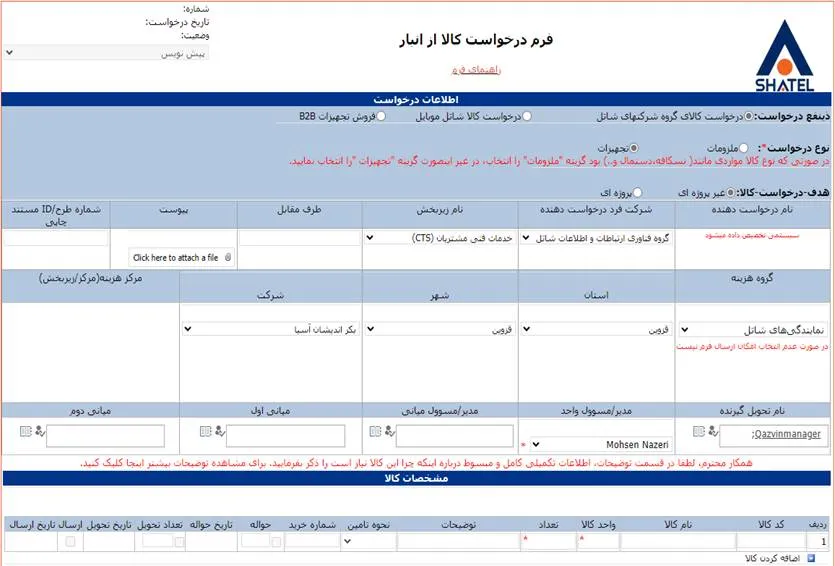 شماره:
تاریخ درخواست:
وضعیت:
پیش نویس
فرم درخواست کالا از انبار
راهنمای فرم
SHATEL
اطلاعات درخواست
ذینفع درخواست: درخواست کالای گروه شرکتهای شاتل درخواست کالا شاتل موبایل فروش تجهیزات B2B
نوع درخواست*: ملزومات تجهیزات
در صورتی که نوع کالا مواردی مانند( نسکافه،دستمال و..) بود گزینه "ملزومات" را انتخاب، در غیر اینصورت گزینه "تجهیزات "را انتخاب نمایید.
هدف-درخواست-کالا: غیر پروژه ای پروژه ای
نام درخواست دهنده شرکت فرد درخواست دهنده نام زیربخش طرف مقابل پیوست شماره طرح/ID مستند چاپی
سیستمی تخصیص داده میشود گروه فناوری ارتباطات و اطلاعات شاتل خدمات فنی مشتریان (CTS)
Click here to attach a file
گروه هزینه استان شهر شرکت مرکز هزینه(مرکز/زیربخش)
نمایندگی‌های شاتل قزوین قزوین بکر اندیشان آسیا
در صورت عدم انتخاب امکان ارسال فرم نیست
نام تحویل گیرنده مدیر/مسوول واحد مدیر/مسوول میانی میانی اول میانی دوم
Qazvinmanager; Mohsen Nazeri *
همکار محترم، لطفا در قسمت توضیحات، اطلاعات تکمیلی کامل و مبسوط درباره اینکه چرا این کالا نیاز است را ذکر بفرمایید. برای مشاهده توضیحات بیشتر اینجا کلیک کنید.
مشخصات کالا
ردیف کد کالا نام کالا واحد کالا تعداد توضیحات نحوه تامین شماره خرید حواله تاریخ حواله تعداد تحویل تاریخ تحویل ارسال تاریخ ارسال
1 * *
اضافه کردن کالا